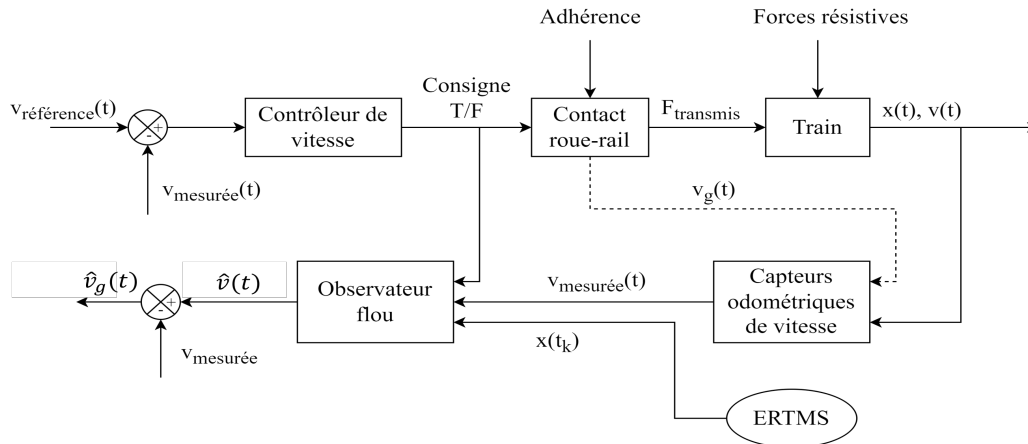 Adhérence
Forces résistives
Consigne
T/F
v_référence(t)
+
-
Contrôleur de
vitesse
Contact
roue-rail
F_transmis
Train
x(t), v(t)
v_mesurée(t)
v_g(t)
v̂_g(t)
+
-
v̂(t)
Observateur
flou
v_mesurée(t)
Capteurs
odométriques
de vitesse
x(t_k)
v_mesurée
ERTMS